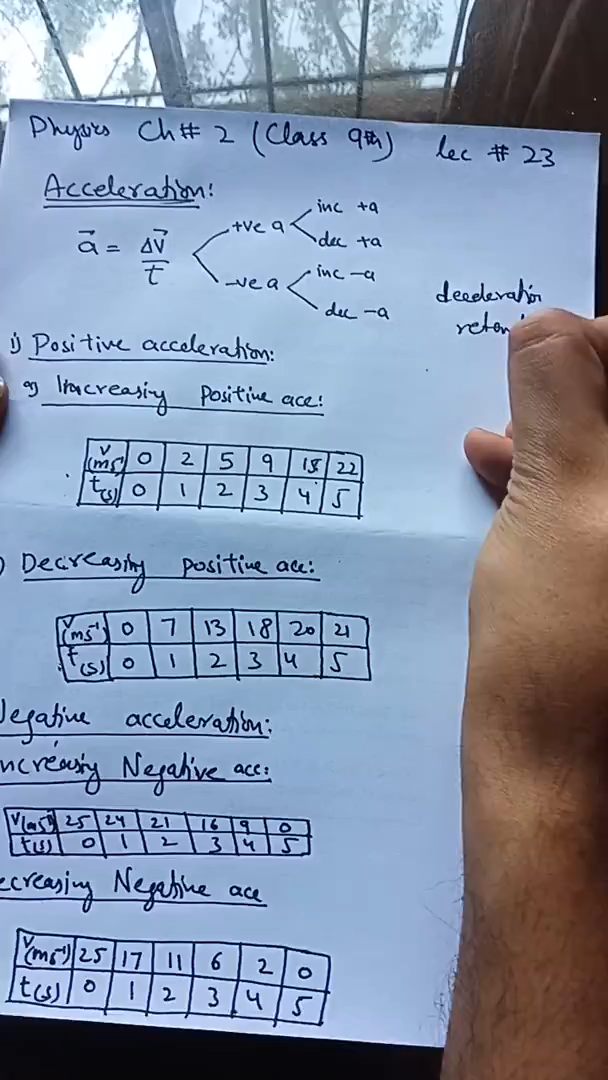 Physics Ch # 2 (Class 9th) lec # 23
Acceleration:
a = ΔV / t
+ve a
inc +a
dec +a
-ve a
inc -a
dec -a
deceleration
retar
i) Positive acceleration:
a) Increasing Positive acc:
V (ms⁻¹) 0 2 5 9 15 22
t(s) 0 1 2 3 4 5
) Decreasing positive acc:
V (ms⁻¹) 0 7 13 18 20 21
t(s) 0 1 2 3 4 5
Negative acceleration:
ncreasing Negative acc:
V(ms⁻¹) 25 24 21 16 9 0
t(s) 0 1 2 3 4 5
ecreasing Negative acc
V (ms⁻¹) 25 17 11 6 2 0
t(s) 0 1 2 3 4 5